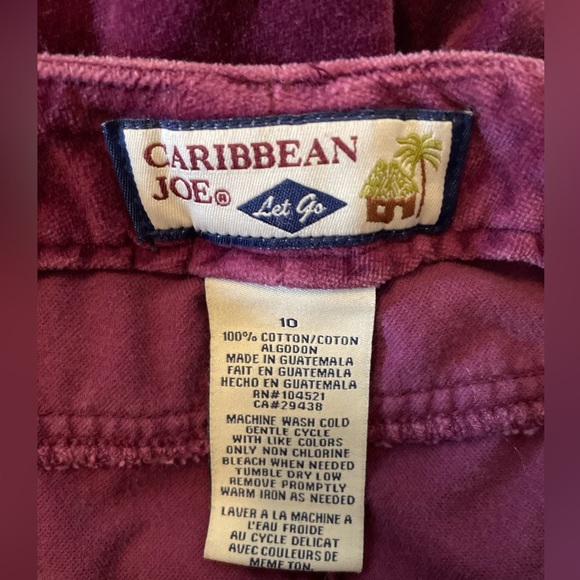 CARIBBEAN
JOE®
Let Go
10
100% COTTON/COTON
ALGODON
MADE IN GUATEMALA
FAIT EN GUATEMALA
HECHO EN GUATEMALA
RN#104521
CA#29438
MACHINE WASH COLD
GENTLE CYCLE
WITH LIKE COLORS
ONLY NON CHLORINE
BLEACH WHEN NEEDED
TUMBLE DRY LOW
REMOVE PROMPTLY
WARM IRON AS NEEDED
LAVER A LA MACHINE A
L'EAU FROIDE
AU CYCLE DELICAT
AVEC COULEURS DE
MEME TON.